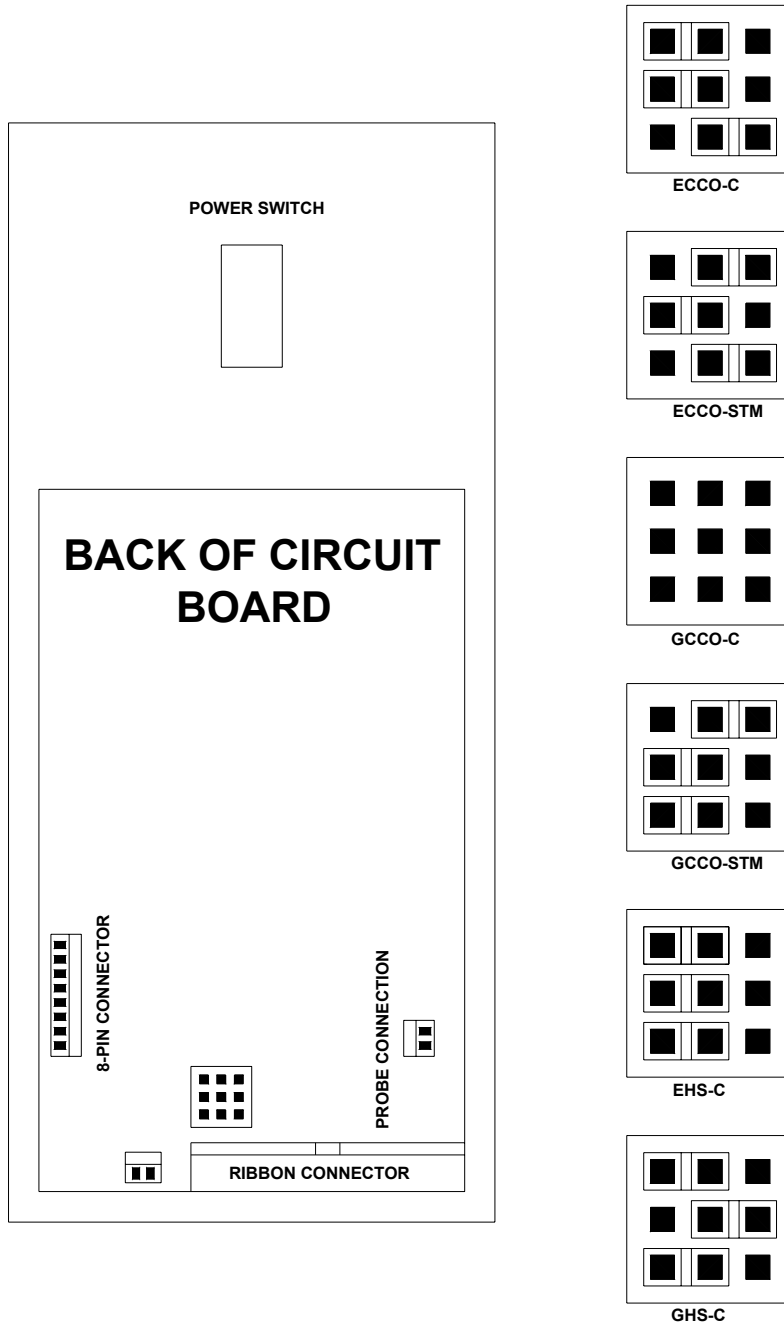 POWER SWITCH
BACK OF CIRCUIT
BOARD
8-PIN CONNECTOR
PROBE CONNECTION
RIBBON CONNECTOR
ECCO-C
ECCO-STM
GCCO-C
GCCO-STM
EHS-C
GHS-C